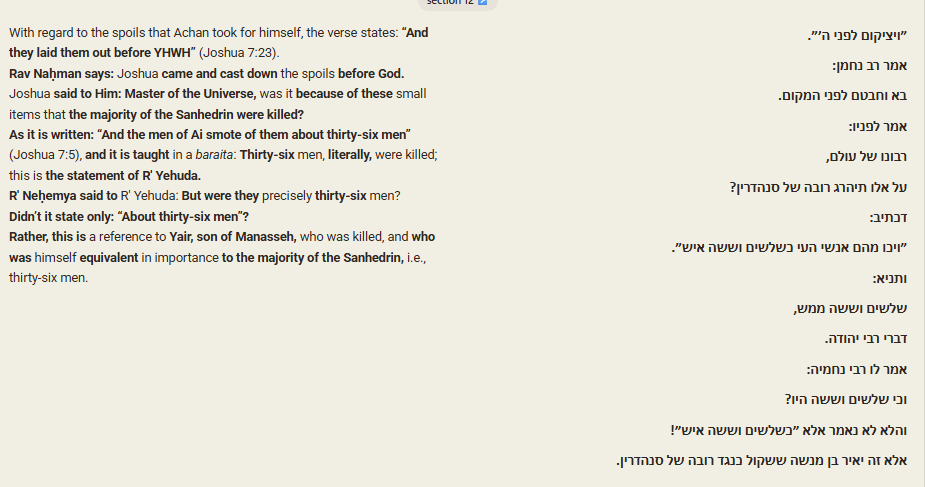 section 12
With regard to the spoils that Achan took for himself, the verse states: “And
they laid them out before YHWH” (Joshua 7:23).
Rav Naḥman says: Joshua came and cast down the spoils before God.
Joshua said to Him: Master of the Universe, was it because of these small
items that the majority of the Sanhedrin were killed?
As it is written: “And the men of Ai smote of them about thirty-six men”
(Joshua 7:5), and it is taught in a baraita: Thirty-six men, literally, were killed;
this is the statement of R' Yehuda.
R' Neḥemya said to R' Yehuda: But were they precisely thirty-six men?
Didn’t it state only: “About thirty-six men”?
Rather, this is a reference to Yair, son of Manasseh, who was killed, and who
was himself equivalent in importance to the majority of the Sanhedrin, i.e.,
thirty-six men.
”ויציקום לפני ה׳”.
אמר רב נחמן:
בא וחבטם לפני המקום.
אמר לפניו:
רבונו של עולם,
על אלו תיהרג רובה של סנהדרין?
דכתיב:
”ויכו מהם אנשי העי כשלשים וששה איש”.
ותניא:
שלשים וששה ממש,
דברי רבי יהודה.
אמר לו רבי נחמיה:
וכי שלשים וששה היו?
והלא לא נאמר אלא ”כשלשים וששה איש”!
אלא זה יאיר בן מנשה ששקול כנגד רובה של סנהדרין.